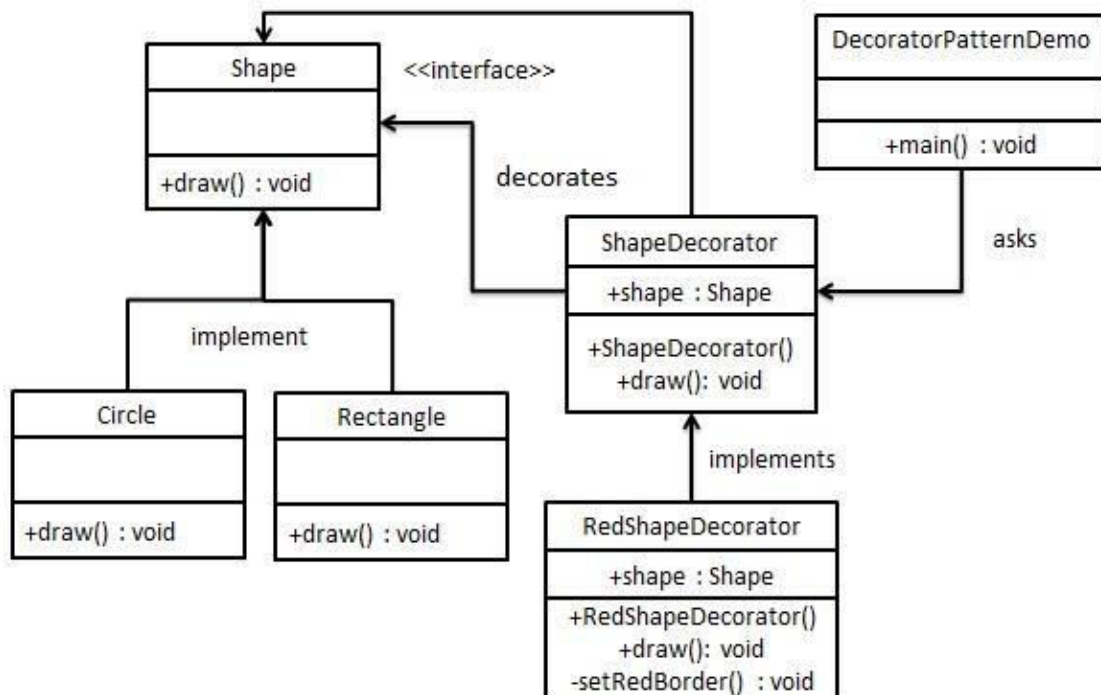 Shape
+draw() : void
<<interface>>
decorates
DecoratorPatternDemo
+main() : void
asks
ShapeDecorator
+shape : Shape
+ShapeDecorator()
+draw(): void
implement
Circle
+draw() : void
Rectangle
+draw() : void
implements
RedShapeDecorator
+shape : Shape
+RedShapeDecorator()
+draw(): void
-setRedBorder() : void